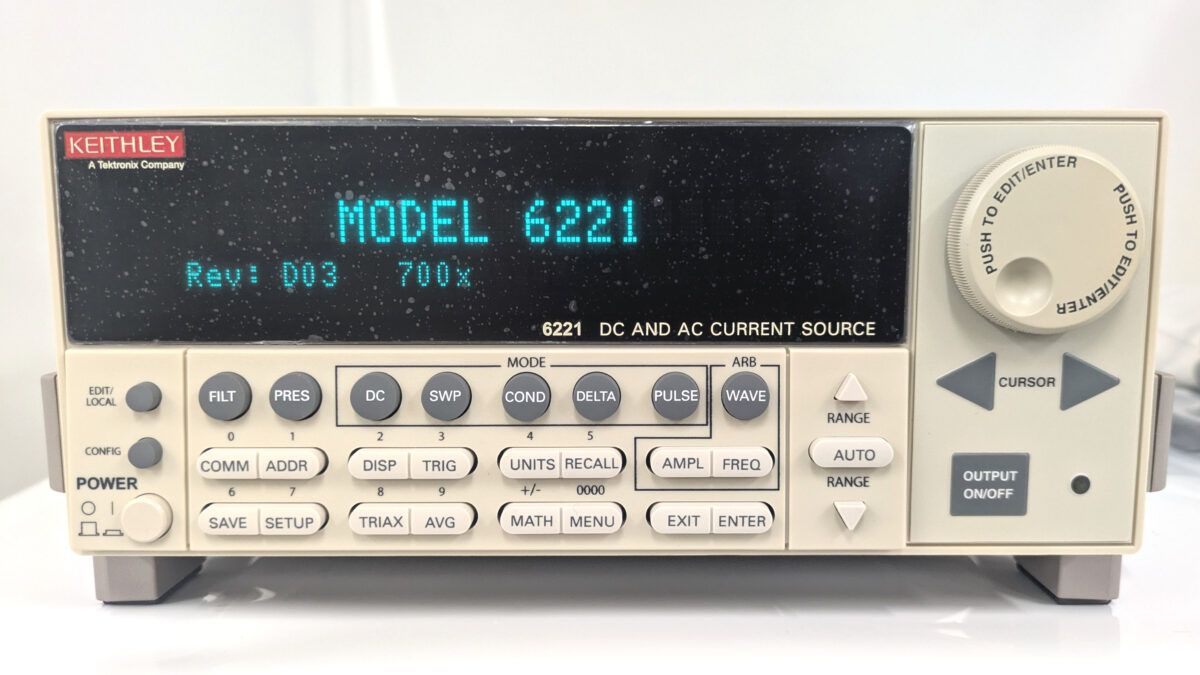 KEITHLEY
A Tektronix Company
MODEL 6221
Rev: D03 700x
6221 DC AND AC CURRENT SOURCE
PUSH TO EDIT/ENTER
PUSH TO EDIT/ENTER
MODE
ARB
EDIT/
LOCAL
FILT PRES DC SWP COND DELTA PULSE WAVE
RANGE
CURSOR
0 1 2 3 4 5
CONFIG
COMM ADDR DISP TRIG UNITS RECALL AMPL FREQ
AUTO
POWER
6 7 8 9 +/- 0000
RANGE
OUTPUT
ON/OFF
O |
SAVE SETUP TRIAX AVG MATH MENU EXIT ENTER